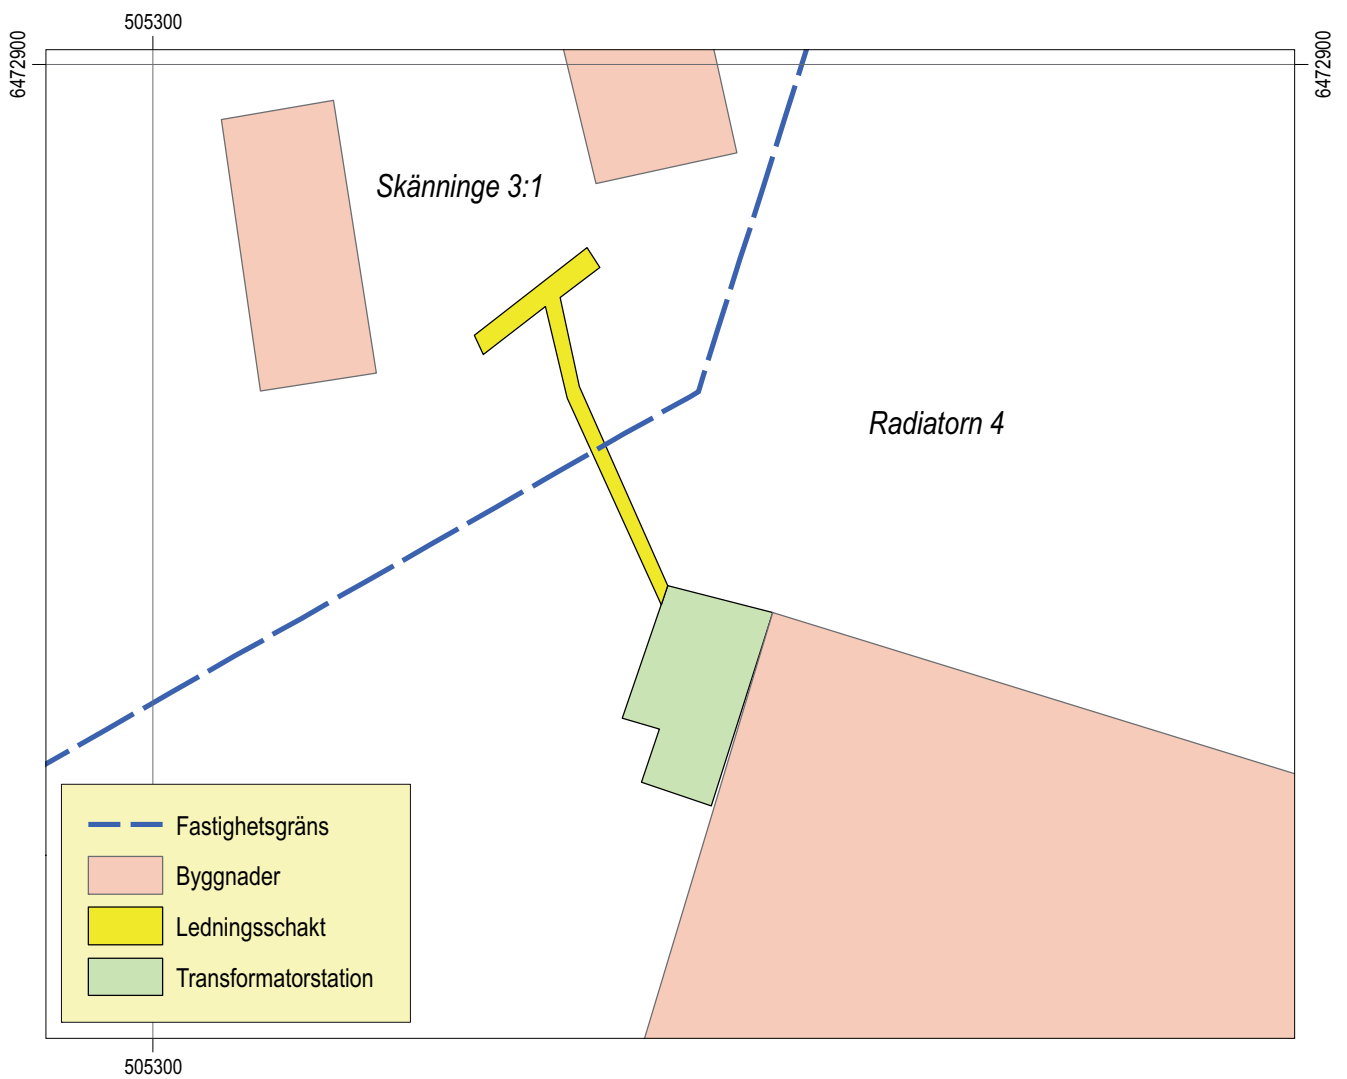 505300
6472900
6472900
Skänninge 3:1
Radiatorn 4
Fastighetsgräns
Byggnader
Ledningsschakt
Transformatorstation
505300